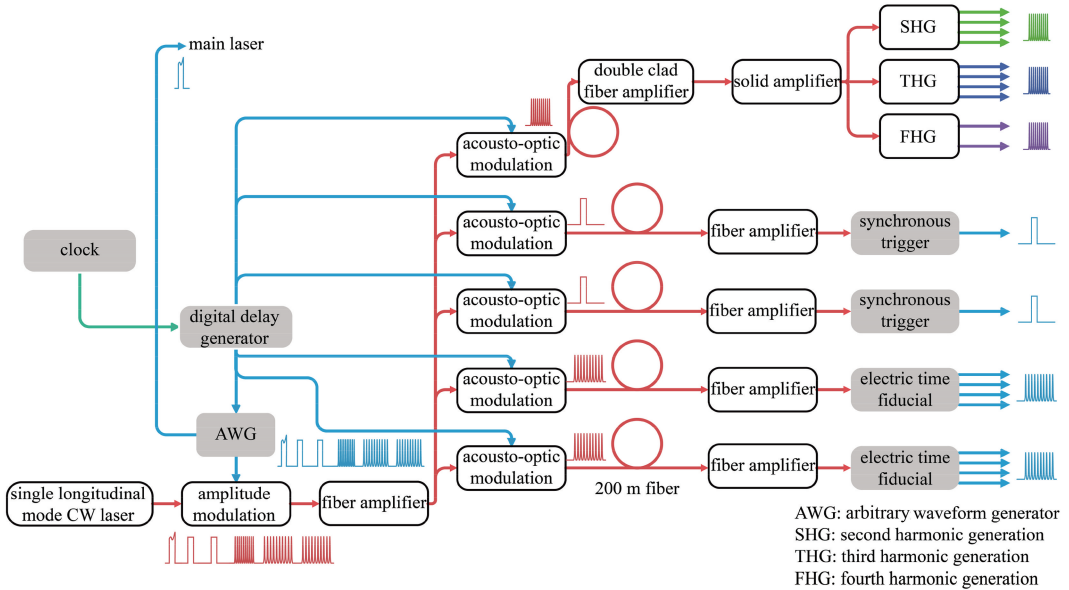 main laser
clock
digital delay
generator
AWG
single longitudinal
mode CW laser
amplitude
modulation
fiber amplifier
acousto-optic
modulation
double clad
fiber amplifier
solid amplifier
SHG
THG
FHG
acousto-optic
modulation
fiber amplifier
synchronous
trigger
acousto-optic
modulation
fiber amplifier
synchronous
trigger
acousto-optic
modulation
fiber amplifier
electric time
fiducial
acousto-optic
modulation
200 m fiber
fiber amplifier
electric time
fiducial
AWG: arbitrary waveform generator
SHG: second harmonic generation
THG: third harmonic generation
FHG: fourth harmonic generation